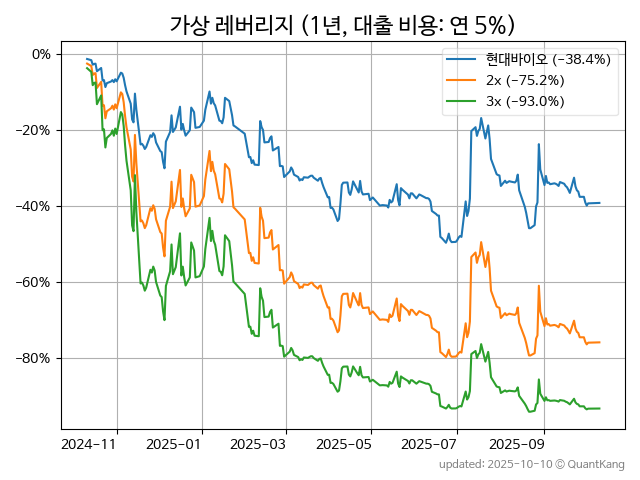 가상 레버리지 (1년, 대출 비용: 연 5%)
현대바이오 (−38.4%)
2x (−75.2%)
3x (−93.0%)
0%
−20%
−40%
−60%
−80%
2024-11 2025-01 2025-03 2025-05 2025-07 2025-09
updated: 2025-10-10 © QuantKang